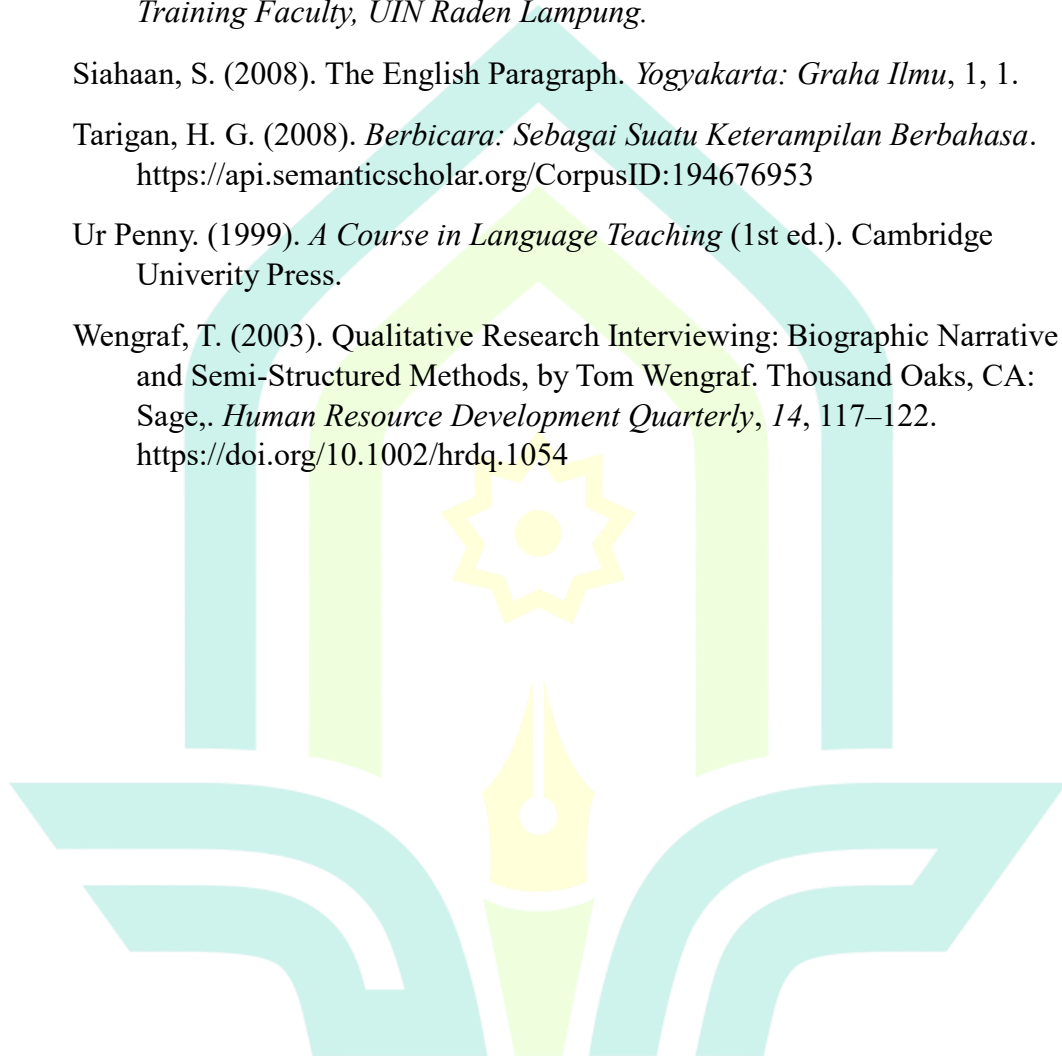 Training Faculty, UIN Raden Lampung.
Siahaan, S. (2008). The English Paragraph. Yogyakarta: Graha Ilmu, 1, 1.
Tarigan, H. G. (2008). Berbicara: Sebagai Suatu Keterampilan Berbahasa.
https://api.semanticscholar.org/CorpusID:194676953
Ur Penny. (1999). A Course in Language Teaching (1st ed.). Cambridge
Univerity Press.
Wengraf, T. (2003). Qualitative Research Interviewing: Biographic Narrative
and Semi-Structured Methods, by Tom Wengraf. Thousand Oaks, CA:
Sage,. Human Resource Development Quarterly, 14, 117–122.
https://doi.org/10.1002/hrdq.1054